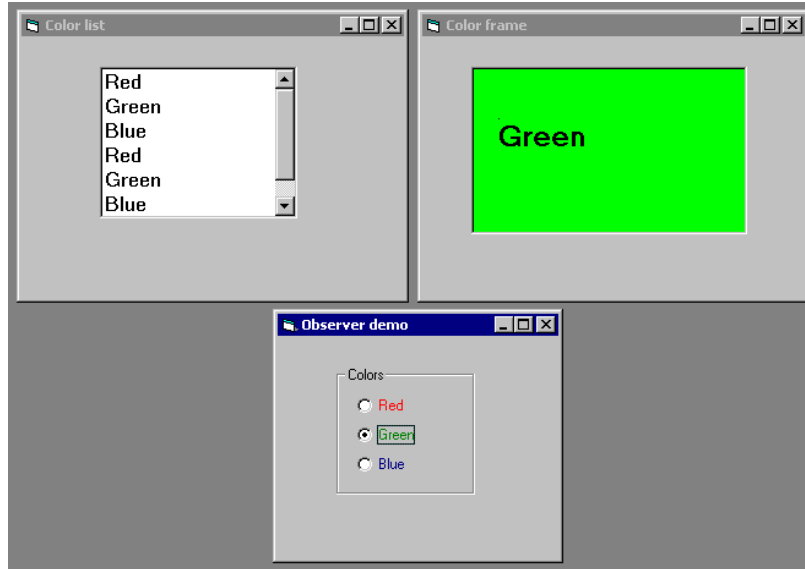 Color list
Red
Green
Blue
Red
Green
Blue
Color frame
Green
Observer demo
Colors
Red
Green
Blue